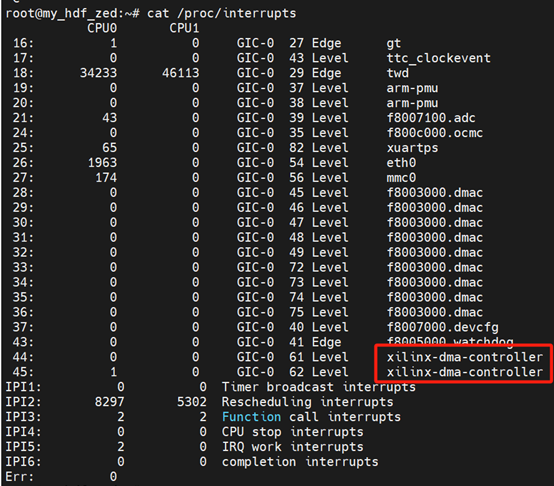 root@my_hdf_zed:~# cat /proc/interrupts
CPU0 CPU1
16: 1 0 GIC-0 27 Edge gt
17: 0 0 GIC-0 43 Level ttc_clockevent
18: 34233 46113 GIC-0 29 Edge twd
19: 0 0 GIC-0 37 Level arm-pmu
20: 0 0 GIC-0 38 Level arm-pmu
21: 43 0 GIC-0 39 Level f8007100.adc
24: 0 0 GIC-0 35 Level f800c000.ocmc
25: 65 0 GIC-0 82 Level xuartps
26: 1963 0 GIC-0 54 Level eth0
27: 174 0 GIC-0 56 Level mmc0
28: 0 0 GIC-0 45 Level f8003000.dmac
29: 0 0 GIC-0 46 Level f8003000.dmac
30: 0 0 GIC-0 47 Level f8003000.dmac
31: 0 0 GIC-0 48 Level f8003000.dmac
32: 0 0 GIC-0 49 Level f8003000.dmac
33: 0 0 GIC-0 72 Level f8003000.dmac
34: 0 0 GIC-0 73 Level f8003000.dmac
35: 0 0 GIC-0 74 Level f8003000.dmac
36: 0 0 GIC-0 75 Level f8003000.dmac
37: 0 0 GIC-0 40 Level f8007000.devcfg
43: 0 0 GIC-0 41 Edge f8005000.watchdog
44: 0 0 GIC-0 61 Level xilinx-dma-controller
45: 1 0 GIC-0 62 Level xilinx-dma-controller
IPI1: 0 0 Timer broadcast interrupts
IPI2: 8297 5302 Rescheduling interrupts
IPI3: 2 2 Function call interrupts
IPI4: 0 0 CPU stop interrupts
IPI5: 2 0 IRQ work interrupts
IPI6: 0 0 completion interrupts
Err: 0